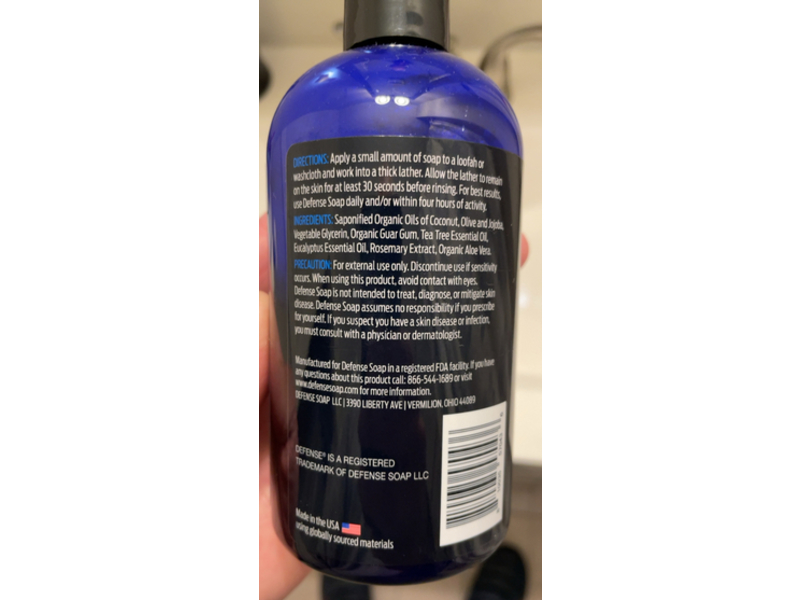 DIRECTIONS: Apply a small amount of soap to a loofah or
washcloth and work into a thick lather. Allow the lather to remain
on the skin for at least 30 seconds before rinsing. For best results,
use Defense Soap daily and/or within four hours of activity.
INGREDIENTS: Saponified Organic Oils of Coconut, Olive and Jojoba,
Vegetable Glycerin, Organic Guar Gum, Tea Tree Essential Oil,
Eucalyptus Essential Oil, Rosemary Extract, Organic Aloe Vera.
PRECAUTION: For external use only. Discontinue use if sensitivity
occurs. When using this product, avoid contact with eyes.
Defense Soap is not intended to treat, diagnose, or mitigate skin
disease. Defense Soap assumes no responsibility if you prescribe
for yourself. If you suspect you have a skin disease or infection,
you must consult with a physician or dermatologist.
Manufactured for Defense Soap in a registered FDA facility. If you have
any questions about this product call: 866-544-1689 or visit
www.defensesoap.com for more information.
DEFENSE SOAP LLC | 3390 LIBERTY AVE | VERMILION, OHIO 44089
DEFENSE® IS A REGISTERED
TRADEMARK OF DEFENSE SOAP LLC
Made in the USA
using globally sourced materials